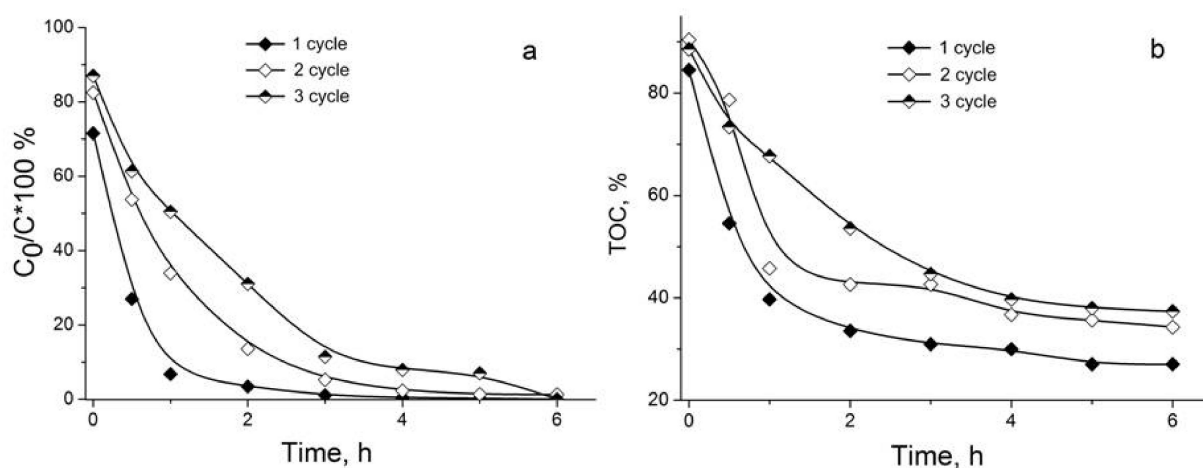 a
1 cycle
2 cycle
3 cycle
C0/C*100 %
100
80
60
40
20
0
0 2 4 6
Time, h
b
1 cycle
2 cycle
3 cycle
TOC, %
80
60
40
20
0 2 4 6
Time, h